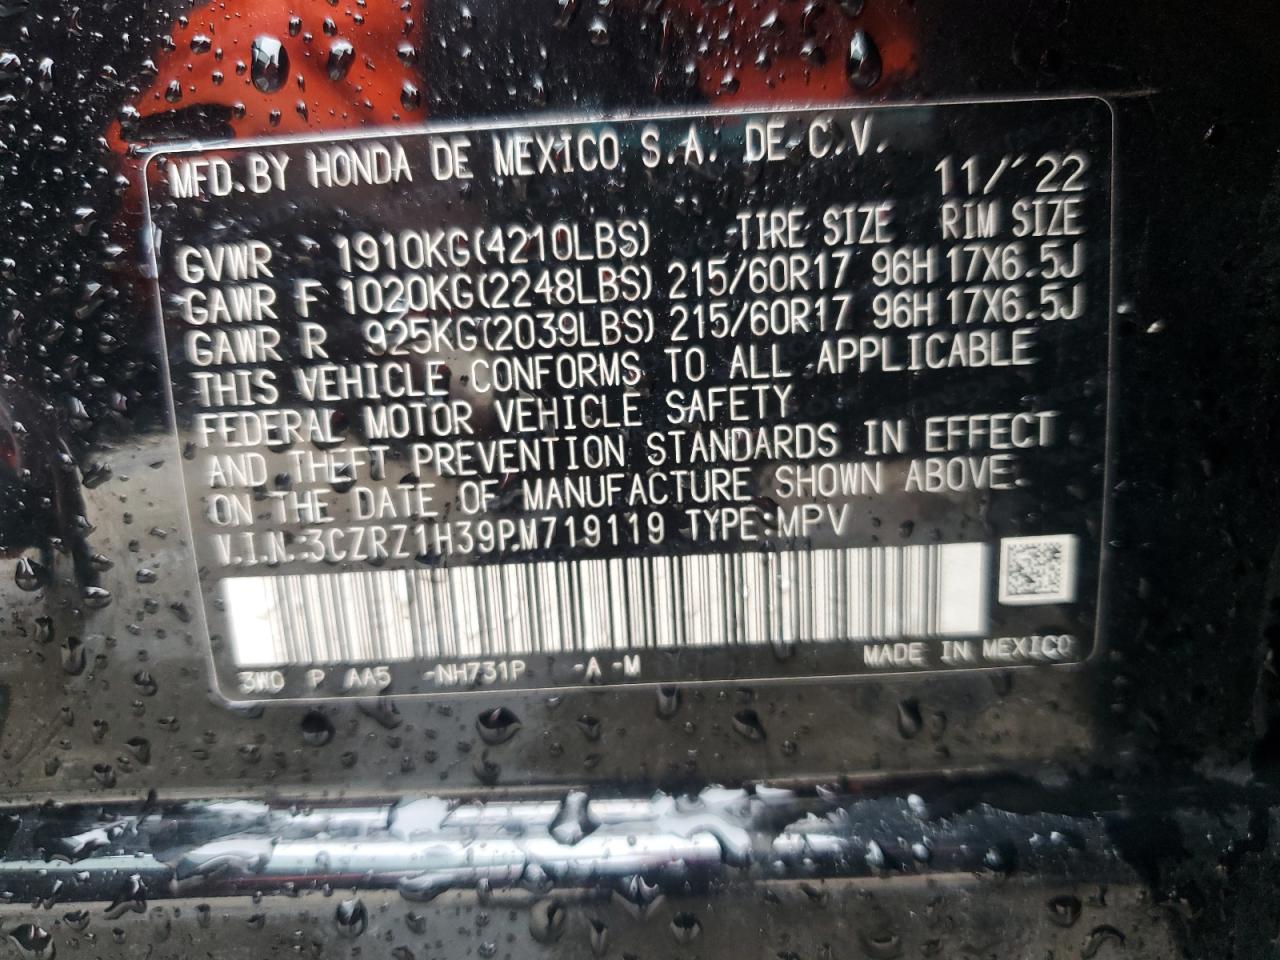 MFD.BY HONDA DE MEXICO S.A. DE C.V.
11/'22
TIRE SIZE RIM SIZE
GVWR 1910KG(4210LBS)
GAWR F 1020KG(2248LBS) 215/60R17 96H 17X6.5J
GAWR R 925KG(2039LBS) 215/60R17 96H 17X6.5J
THIS VEHICLE CONFORMS TO ALL APPLICABLE
FEDERAL MOTOR VEHICLE SAFETY
AND THEFT PREVENTION STANDARDS IN EFFECT
ON THE DATE OF MANUFACTURE SHOWN ABOVE.
V.I.N.:3CZRZ1H39PM719119 TYPE:MPV
3W0 P AA5 -NH731P -A -M
MADE IN MEXICO